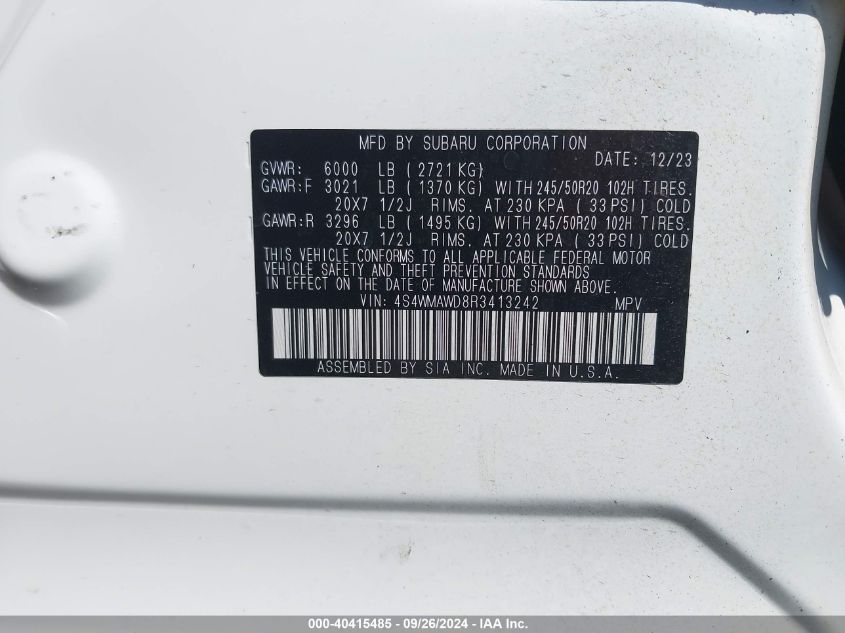 MFD BY SUBARU CORPORATION
DATE: 12/23
GVWR: 6000 LB ( 2721 KG)
GAWR:F 3021 LB ( 1370 KG) WITH 245/50R20 102H TIRES.
20X7 1/2J RIMS. AT 230 KPA ( 33 PSI) COLD
GAWR:R 3296 LB ( 1495 KG) WITH 245/50R20 102H TIRES.
20X7 1/2J RIMS. AT 230 KPA ( 33 PSI) COLD
THIS VEHICLE CONFORMS TO ALL APPLICABLE FEDERAL MOTOR
VEHICLE SAFETY AND THEFT PREVENTION STANDARDS
IN EFFECT ON THE DATE OF MANUFACTURE SHOWN ABOVE.
VIN: 4S4WMAWD8R3413242 MPV
ASSEMBLED BY SIA INC. MADE IN U.S.A.
000-40415485 - 09/26/2024 - IAA Inc.